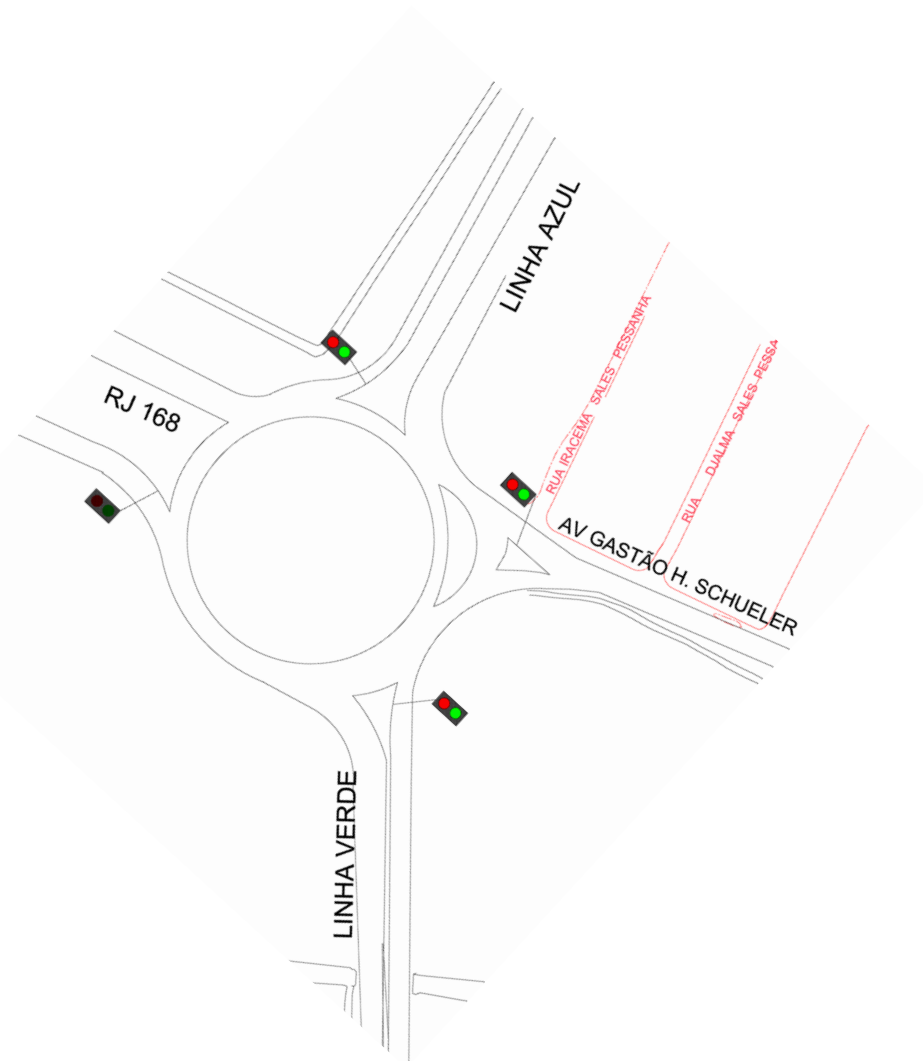 LINHA AZUL
RUA IRACEMA SALES PESSANHA
RUA DJALMA SALES PESSA
RJ 168
AV GASTÃO H. SCHUELER
LINHA VERDE